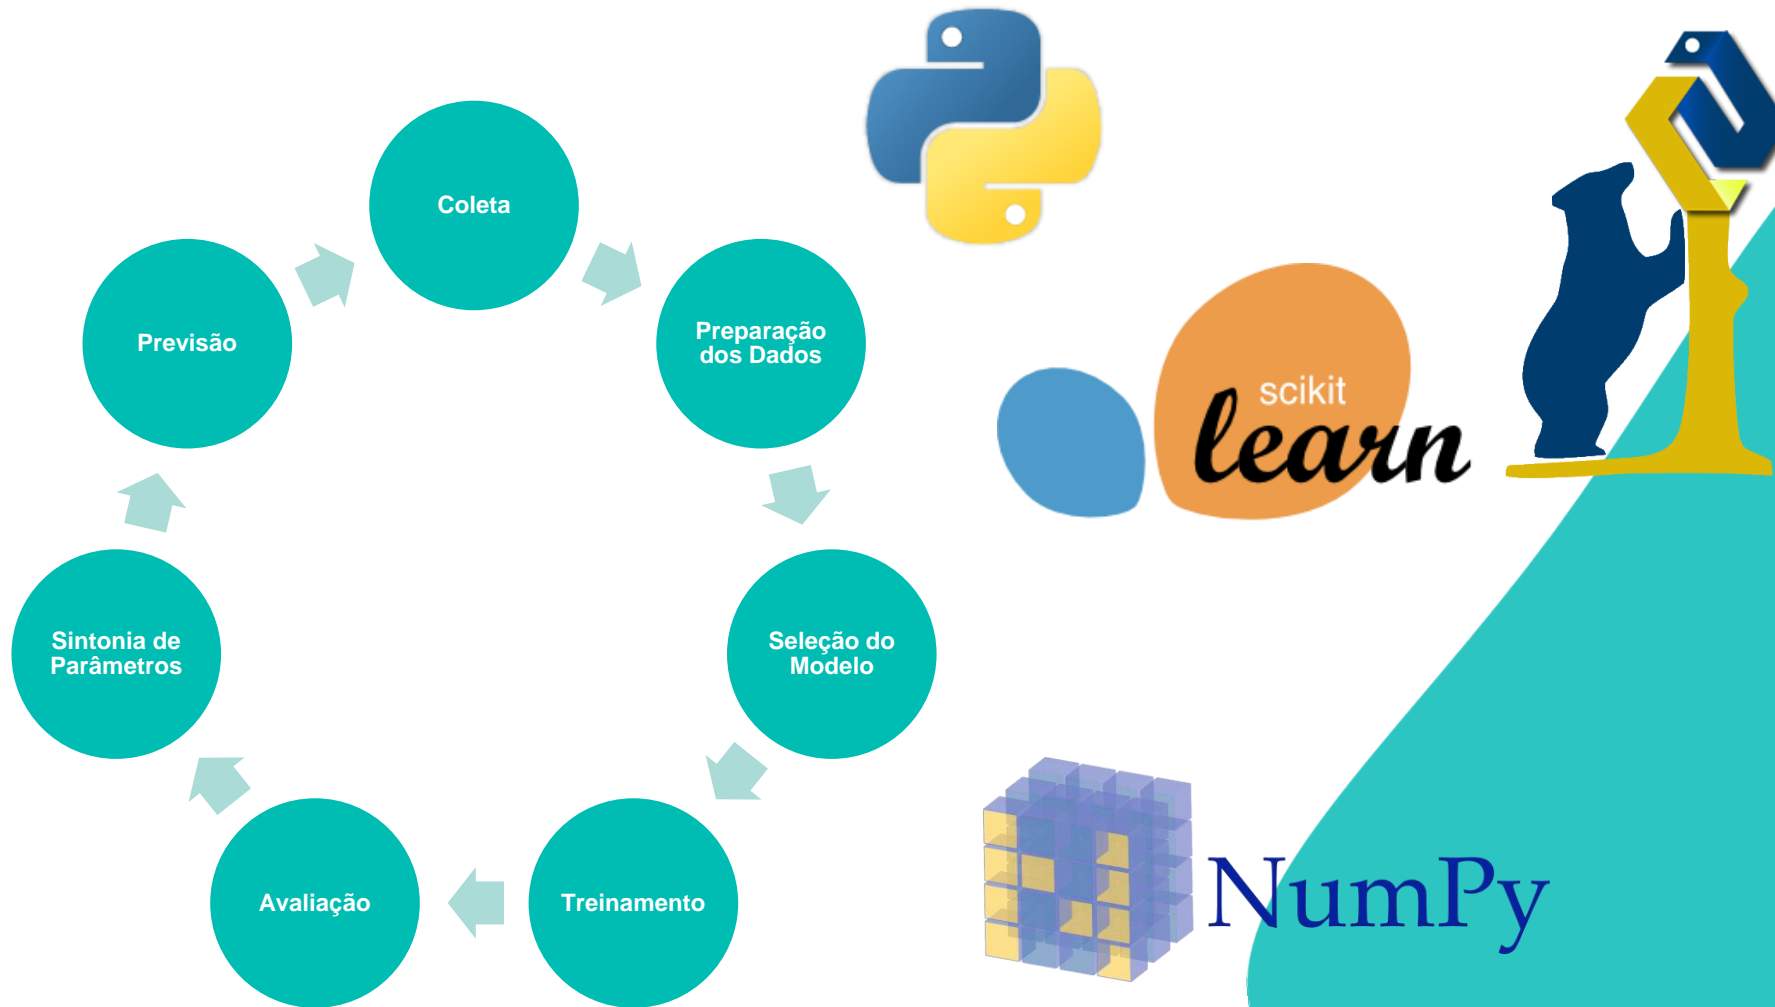 Coleta
Preparação
dos Dados
Seleção do
Modelo
Treinamento
Avaliação
Sintonia de
Parâmetros
Previsão
scikit
learn
NumPy